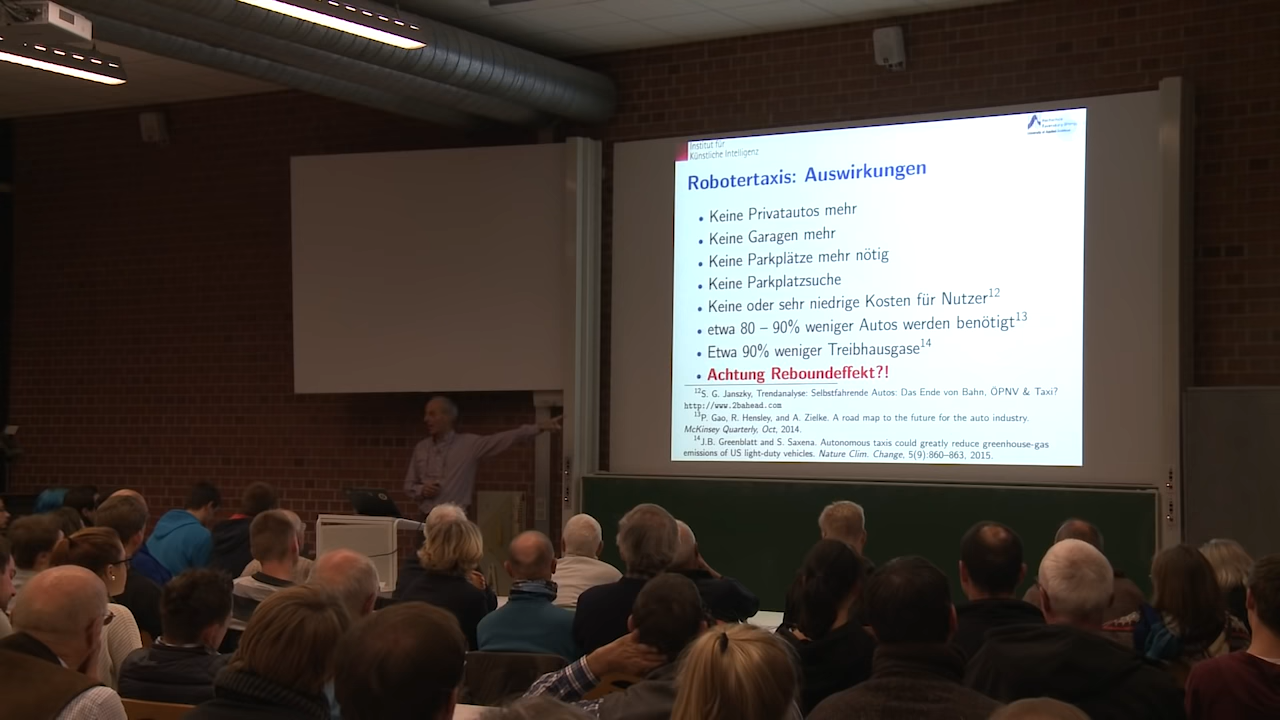 Institut für
Künstliche Intelligenz
Robotertaxis: Auswirkungen
• Keine Privatautos mehr
• Keine Garagen mehr
• Keine Parkplätze mehr nötig
• Keine Parkplatzsuche
• Keine oder sehr niedrige Kosten für Nutzer12
• etwa 80 – 90% weniger Autos werden benötigt13
• Etwa 90% weniger Treibhausgase14
• Achtung Reboundeffekt?!
12S. G. Janszky, Trendanalyse: Selbstfahrende Autos: Das Ende von Bahn, ÖPNV & Taxi?
http://www.2bahead.com
13P. Gao, R. Hensley, and A. Zielke. A road map to the future for the auto industry.
McKinsey Quarterly, Oct, 2014.
14J.B. Greenblatt and S. Saxena. Autonomous taxis could greatly reduce greenhouse-gas
emissions of US light-duty vehicles. Nature Clim. Change, 5(9):860–863, 2015.